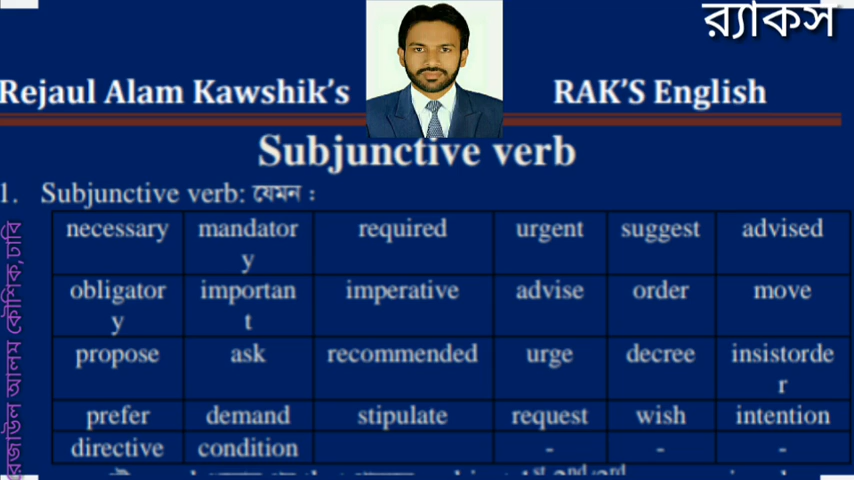 র‍্যাকস
Rejaul Alam Kawshik's RAK'S English
Subjunctive verb
1. Subjunctive verb: যেমন :
necessary mandator required urgent suggest advised
y
obligator importan imperative advise order move
y t
propose ask recommended urge decree insistorde
r
prefer demand stipulate request wish intention
directive condition - - -
রেজাউল আলম কৌশিক,ঢাবি